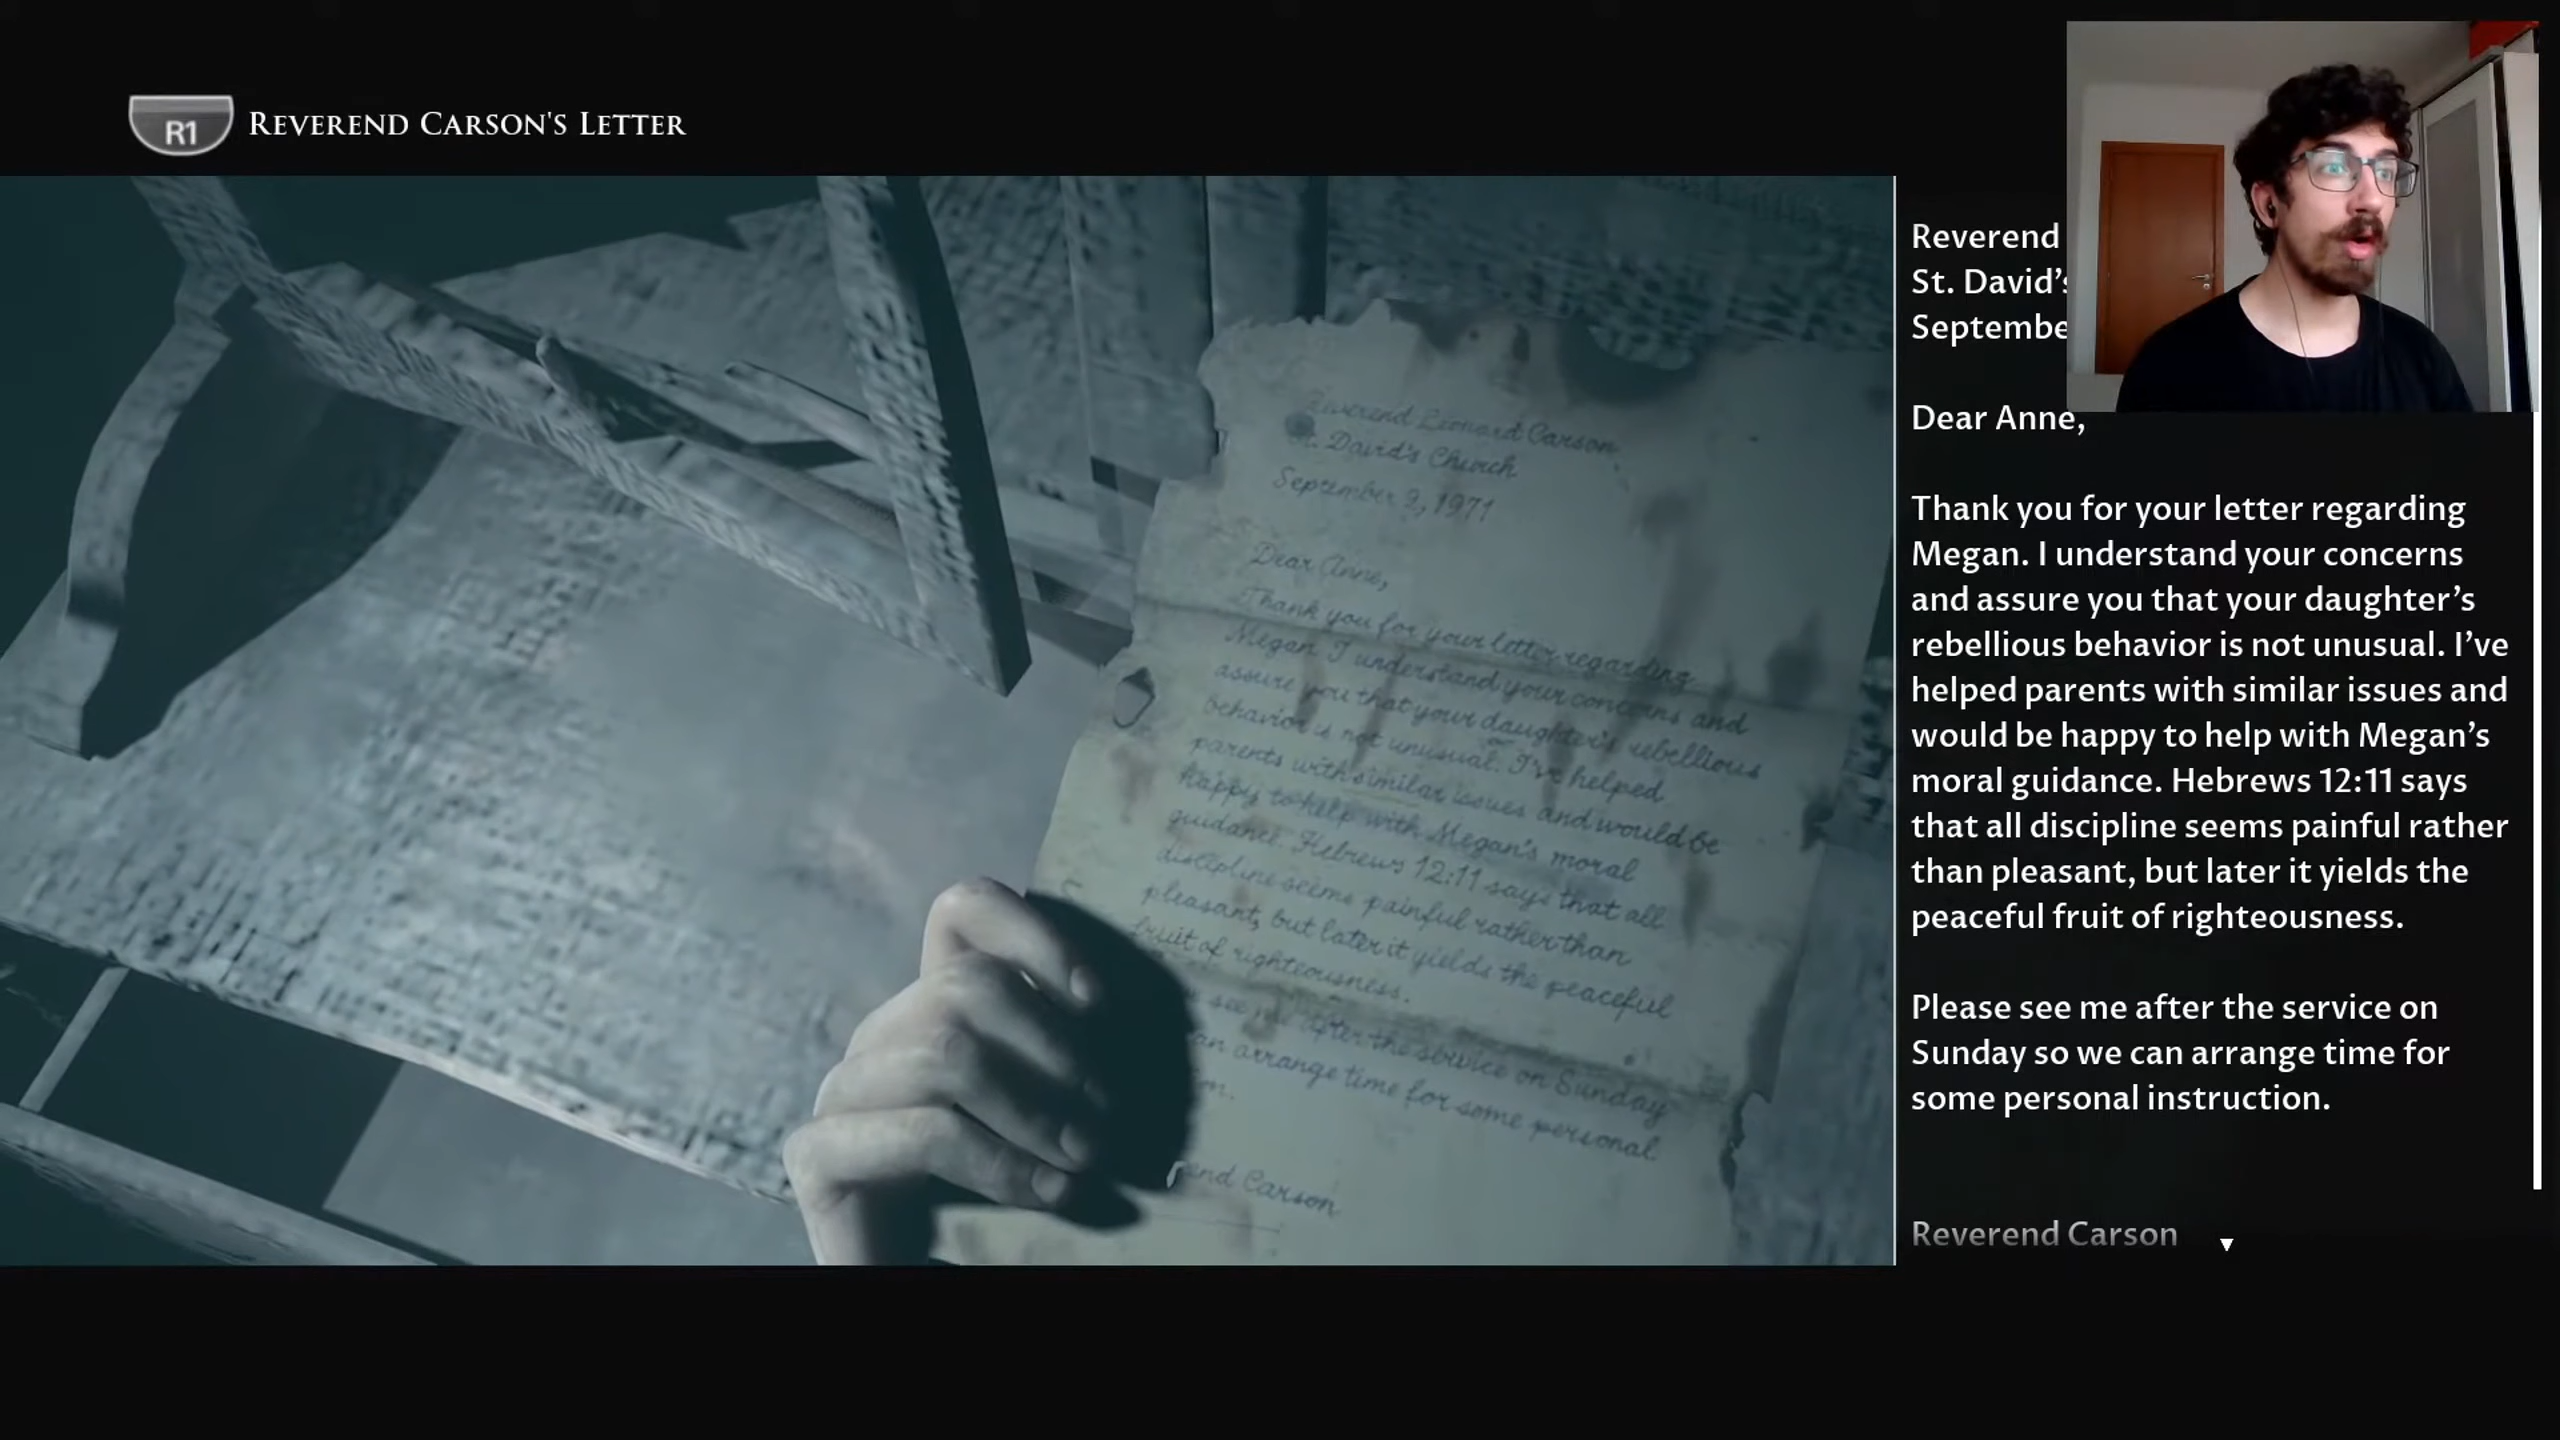 R1 REVEREND CARSON'S LETTER
Reverend Leonard Carson,
St. David's Church
September 9, 1971
Dear Anne,
Thank you for your letter regarding
Megan. I understand your concerns and
assure you that your daughter's rebellious
behavior is not unusual. I've helped
parents with similar issues and would be
happy to help with Megan's moral
guidance. Hebrews 12:11 says that all
discipline seems painful rather than
pleasant, but later it yields the peaceful
fruit of righteousness.
see me after the service on Sunday
an arrange time for some personal
end Carson
Reverend
St. David's
Septembe
Dear Anne,
Thank you for your letter regarding
Megan. I understand your concerns
and assure you that your daughter's
rebellious behavior is not unusual. I've
helped parents with similar issues and
would be happy to help with Megan's
moral guidance. Hebrews 12:11 says
that all discipline seems painful rather
than pleasant, but later it yields the
peaceful fruit of righteousness.
Please see me after the service on
Sunday so we can arrange time for
some personal instruction.
Reverend Carson